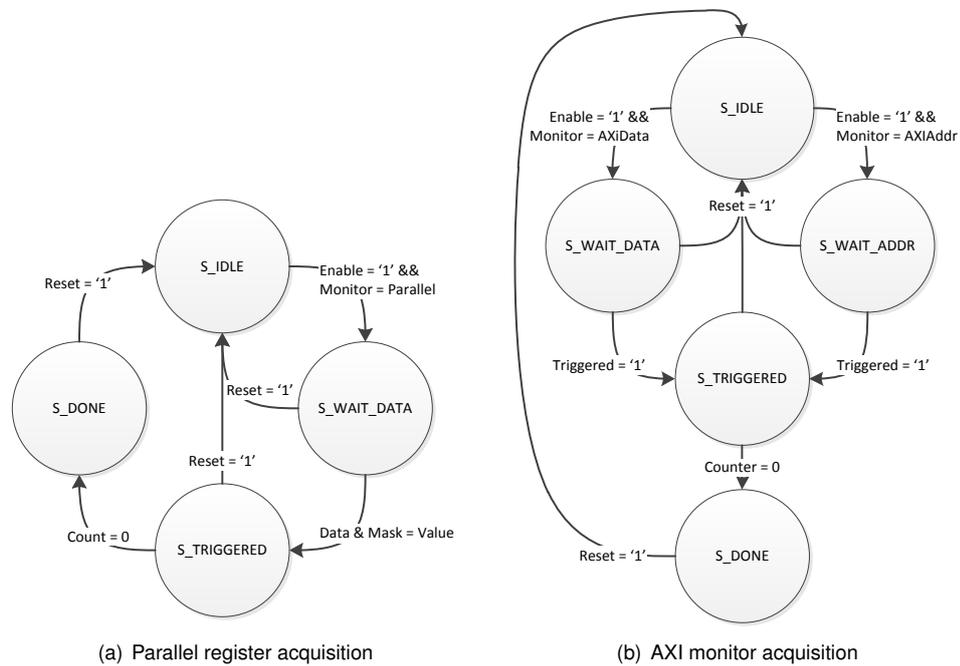 S_IDLE
Enable = ‘1’ &&
Monitor = Parallel
Reset = ‘1’
S_DONE
Reset = ‘1’
S_WAIT_DATA
Reset = ‘1’
Count = 0
S_TRIGGERED
Data & Mask = Value
(a) Parallel register acquisition
S_IDLE
Enable = ‘1’ &&
Monitor = AXiData
Enable = ‘1’ &&
Monitor = AXIAddr
Reset = ‘1’
S_WAIT_DATA
S_WAIT_ADDR
Triggered = ‘1’
S_TRIGGERED
Triggered = ‘1’
Counter = 0
Reset = ‘1’
S_DONE
(b) AXI monitor acquisition